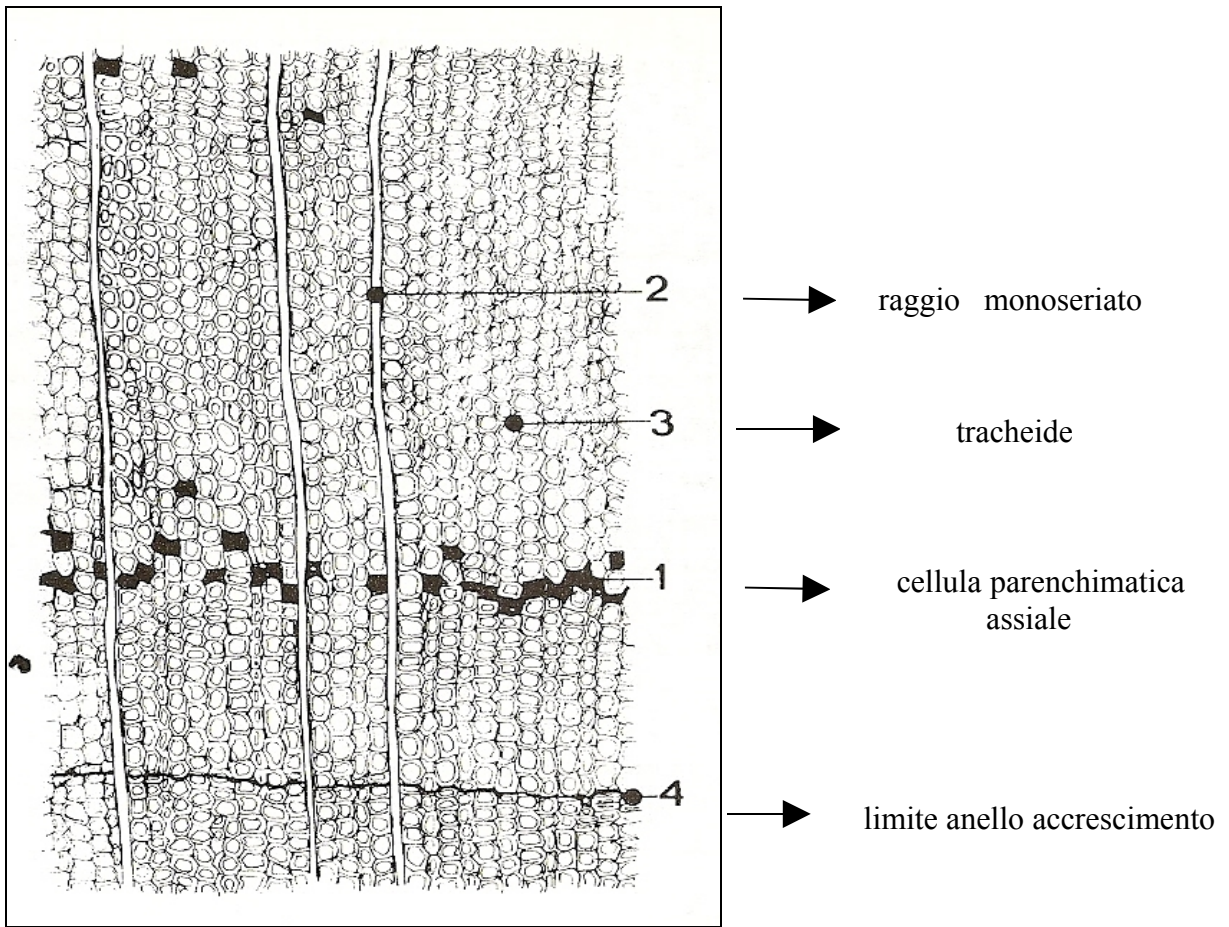 2
raggio monoseriato
3
tracheide
1
cellula parenchimatica
assiale
4
limite anello accrescimento